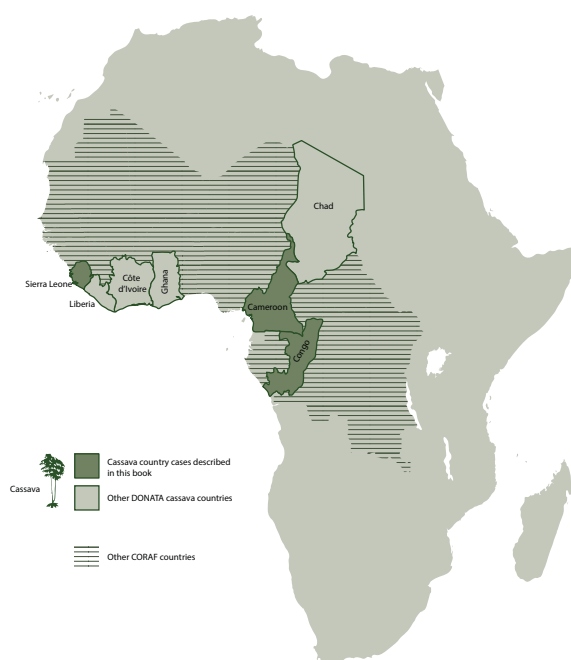 Chad
Sierra Leone
Côte
d’Ivoire
Ghana
Liberia
Cameroon
Congo
Cassava
Cassava country cases described
in this book
Other DONATA cassava countries
Other CORAF countries